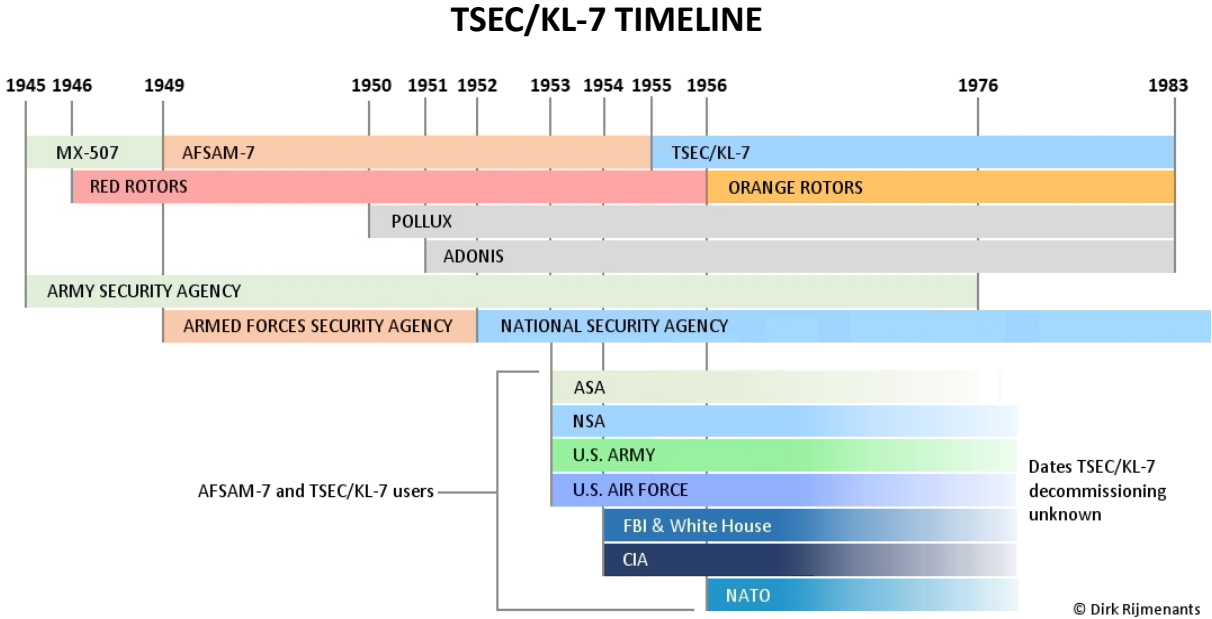 TSEC/KL-7 TIMELINE
1945 1946 1949 1950 1951 1952 1953 1954 1955 1956 1976 1983
MX-507 AFSAM-7 TSEC/KL-7
RED ROTORS ORANGE ROTORS
POLLUX
ADONIS
ARMY SECURITY AGENCY
ARMED FORCES SECURITY AGENCY NATIONAL SECURITY AGENCY
ASA
NSA
U.S. ARMY
U.S. AIR FORCE
FBI & White House
CIA
NATO
AFSAM-7 and TSEC/KL-7 users
Dates TSEC/KL-7
decommissioning
unknown
© Dirk Rijmenants